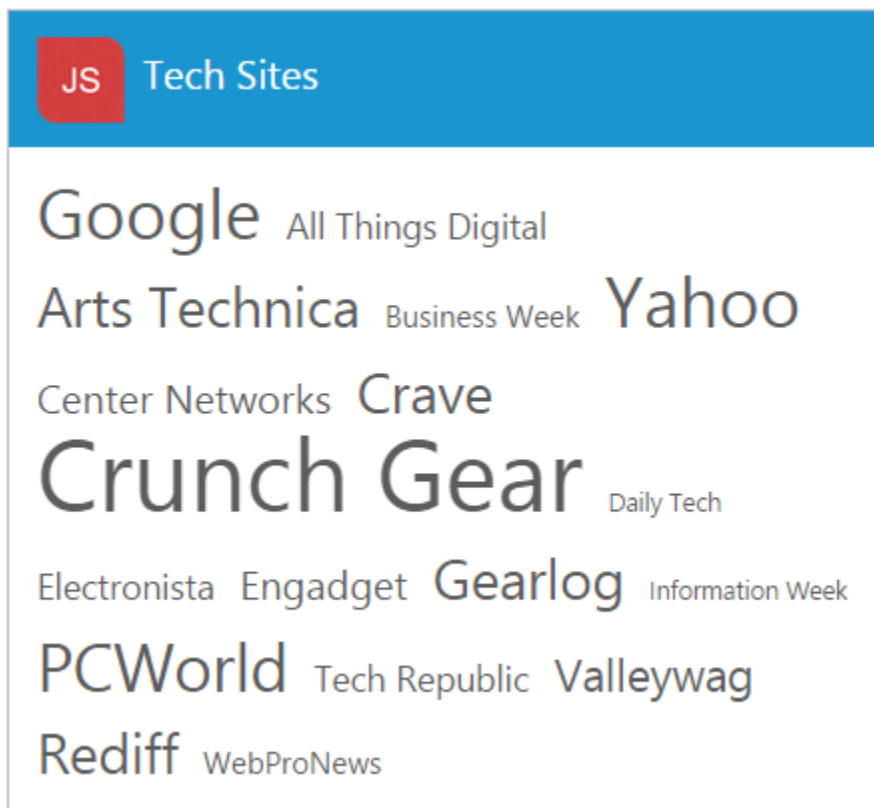 JS Tech Sites
Google All Things Digital
Arts Technica Business Week Yahoo
Center Networks Crave
Crunch Gear Daily Tech
Electronista Engadget Gearlog Information Week
PCWorld Tech Republic Valleywag
Rediff WebProNews